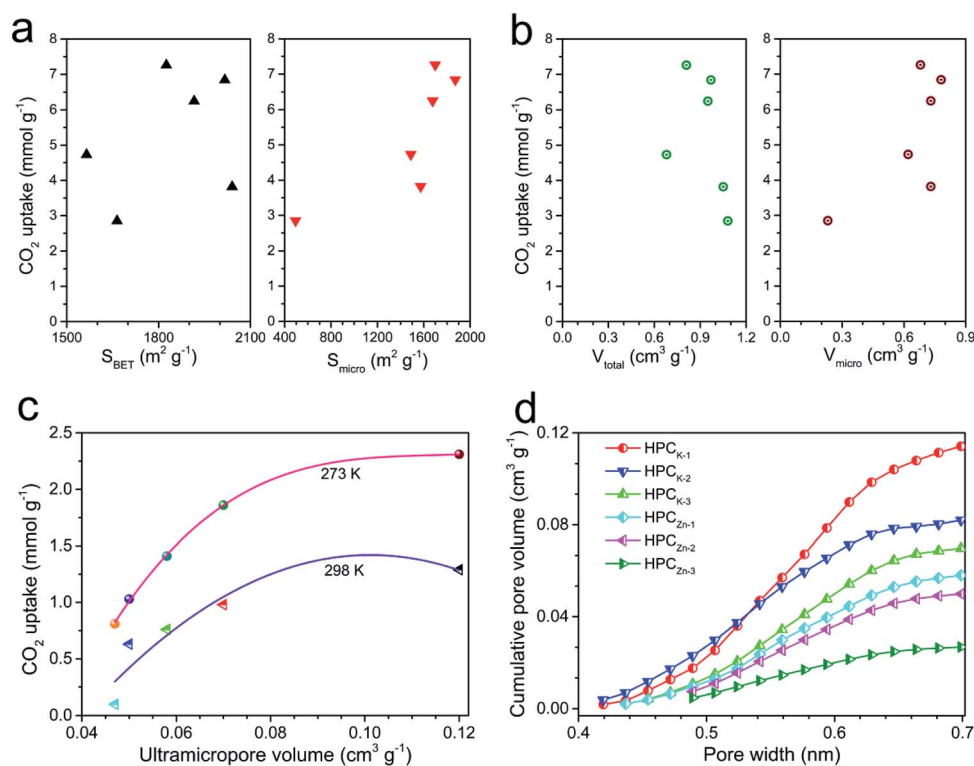 a
CO2 uptake (mmol g-1)
8
7
6
5
4
3
2
1
0
1500 1800 2100
SBET (m2 g-1)
8
7
6
5
4
3
2
1
0
400 800 1200 1600 2000
Smicro (m2 g-1)
b
CO2 uptake (mmol g-1)
8
7
6
5
4
3
2
1
0
0.0 0.3 0.6 0.9 1.2
Vtotal (cm3 g-1)
8
7
6
5
4
3
2
1
0
0.0 0.3 0.6 0.9
Vmicro (cm3 g-1)
c
CO2 uptake (mmol g-1)
2.5
2.0
1.5
1.0
0.5
0.0
273 K
298 K
0.04 0.06 0.08 0.10 0.12
Ultramicropore volume (cm3 g-1)
d
Cumulative pore volume (cm3 g-1)
0.12
0.08
0.04
0.00
HPCK-1
HPCK-2
HPCK-3
HPCZn-1
HPCZn-2
HPCZn-3
0.4 0.5 0.6 0.7
Pore width (nm)